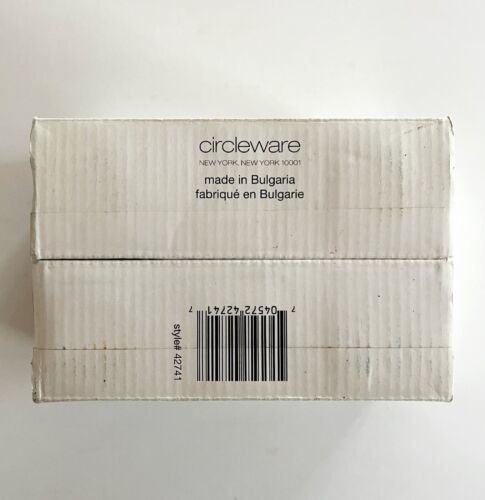 circleware
NEW YORK, NEW YORK 10001
made in Bulgaria
fabriqué en Bulgarie
7 04572 42741 7
style# 42741